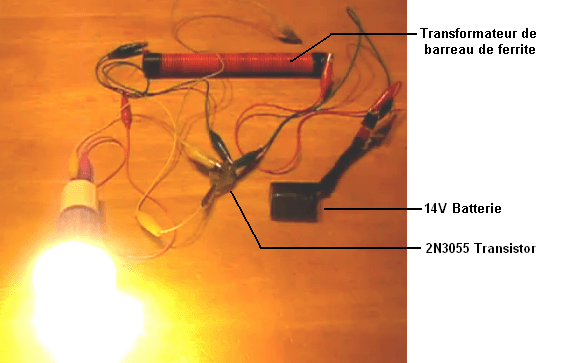 Transformateur de
barreau de ferrite
14V Batterie
2N3055 Transistor